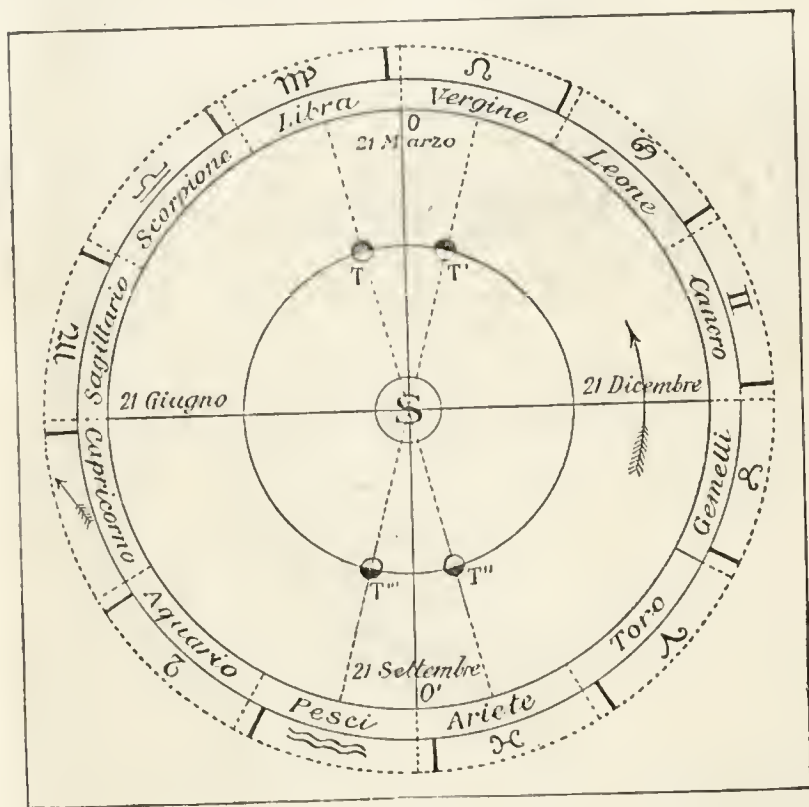 ♍
♌
Libra
Vergine
0
21 Marzo
♋
Leone
♎
Scorpione
T
T'
♊
Cancro
♏
Sagillario
21 Giugno
S
21 Dicembre
Capricorno
Gemelli
♉
T'''
T''
Aquario
Toro
♈
21 Settembre
0'
Pesci
Ariete
♓